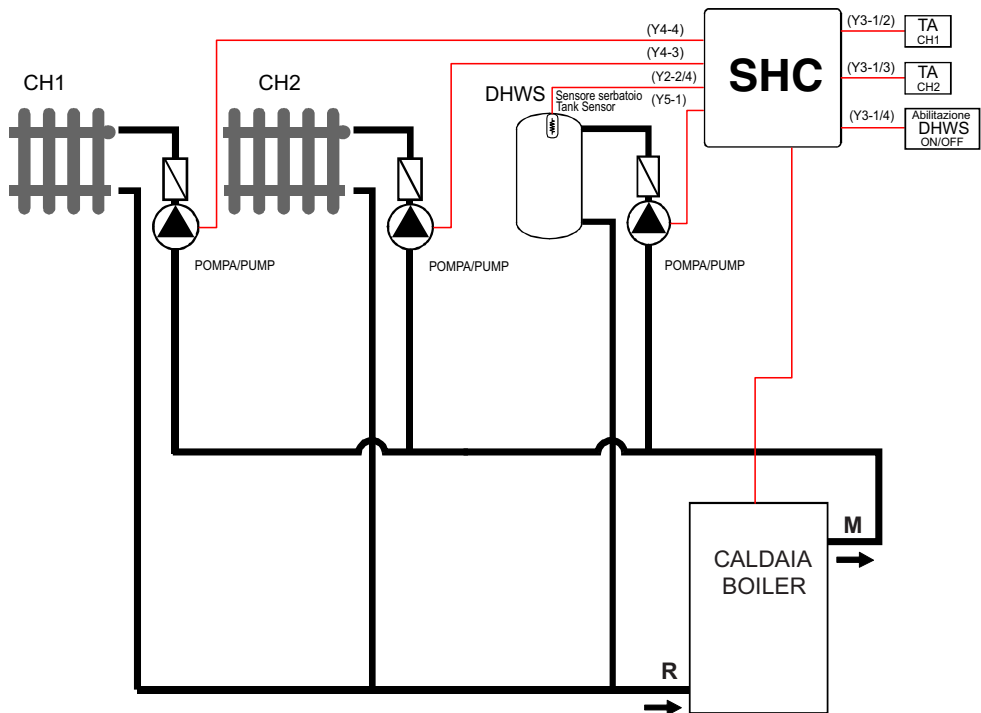 (Y4-4)
(Y3-1/2)
TA
CH1
(Y4-3)
SHC
CH1
CH2
(Y2-2/4)
(Y3-1/3)
TA
CH2
DHWS
Sensore serbatoio
Tank Sensor
(Y5-1)
(Y3-1/4)
Abilitazione
DHWS
ON/OFF
POMPA/PUMP
POMPA/PUMP
POMPA/PUMP
M
CALDAIA
BOILER
R